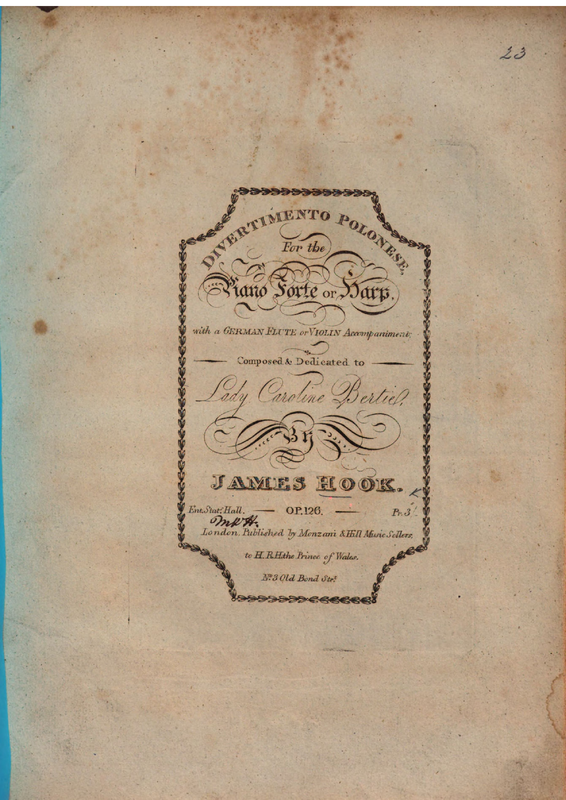 23
DIVERTIMENTO POLONESE,
For the
Piano Forte or Harp,
with a GERMAN FLUTE or VIOLIN Accompaniment,
Composed & Dedicated to
Lady Caroline Bertie,
By
JAMES HOOK.
Ent. Stat. Hall. OP. 126. Pr. 3
M & H.
London, Published by Monzani & Hill Music Sellers
to H.R.H. the Prince of Wales.
No. 3 Old Bond Stt.